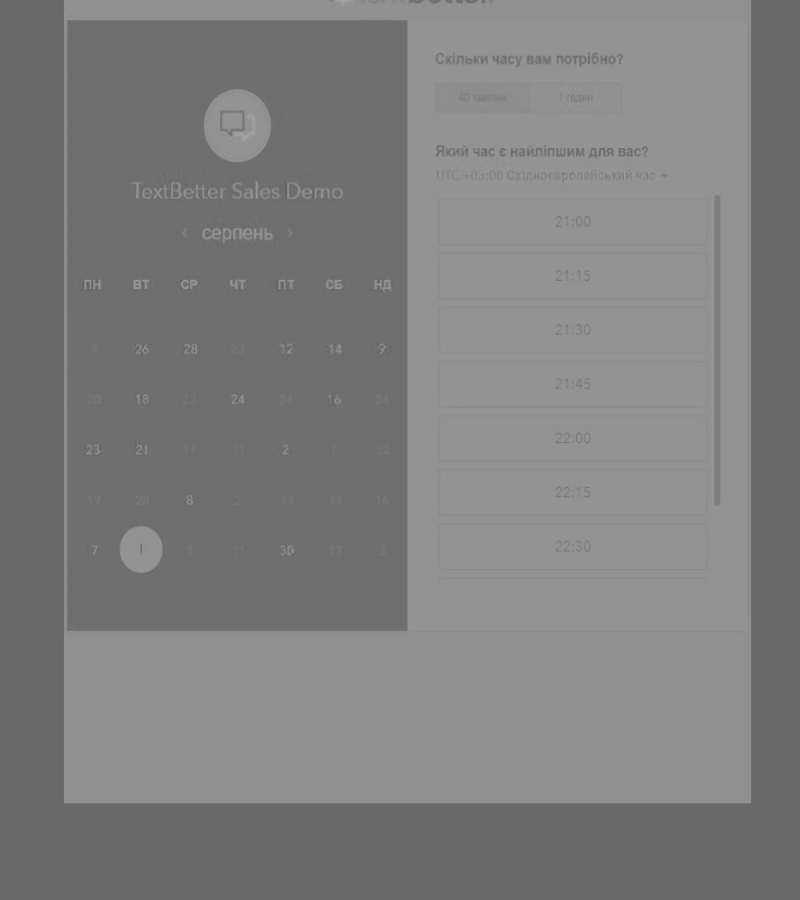 textbetter.
TextBetter Sales Demo
‹ серпень ›
ПН ВТ СР ЧТ ПТ СБ НД
9 26 28 23 12 14 9
20 18 23 24 24 16
23 21 17 11 2 1 22
19 28 8 2 13 13 16
7 1 11 30 13 3
Скільки часу вам потрібно?
40 хвилин 1 годин
Який час є найліпшим для вас?
UTC +03:00 Східноєвропейський час
21:00
21:15
21:30
21:45
22:00
22:15
22:30